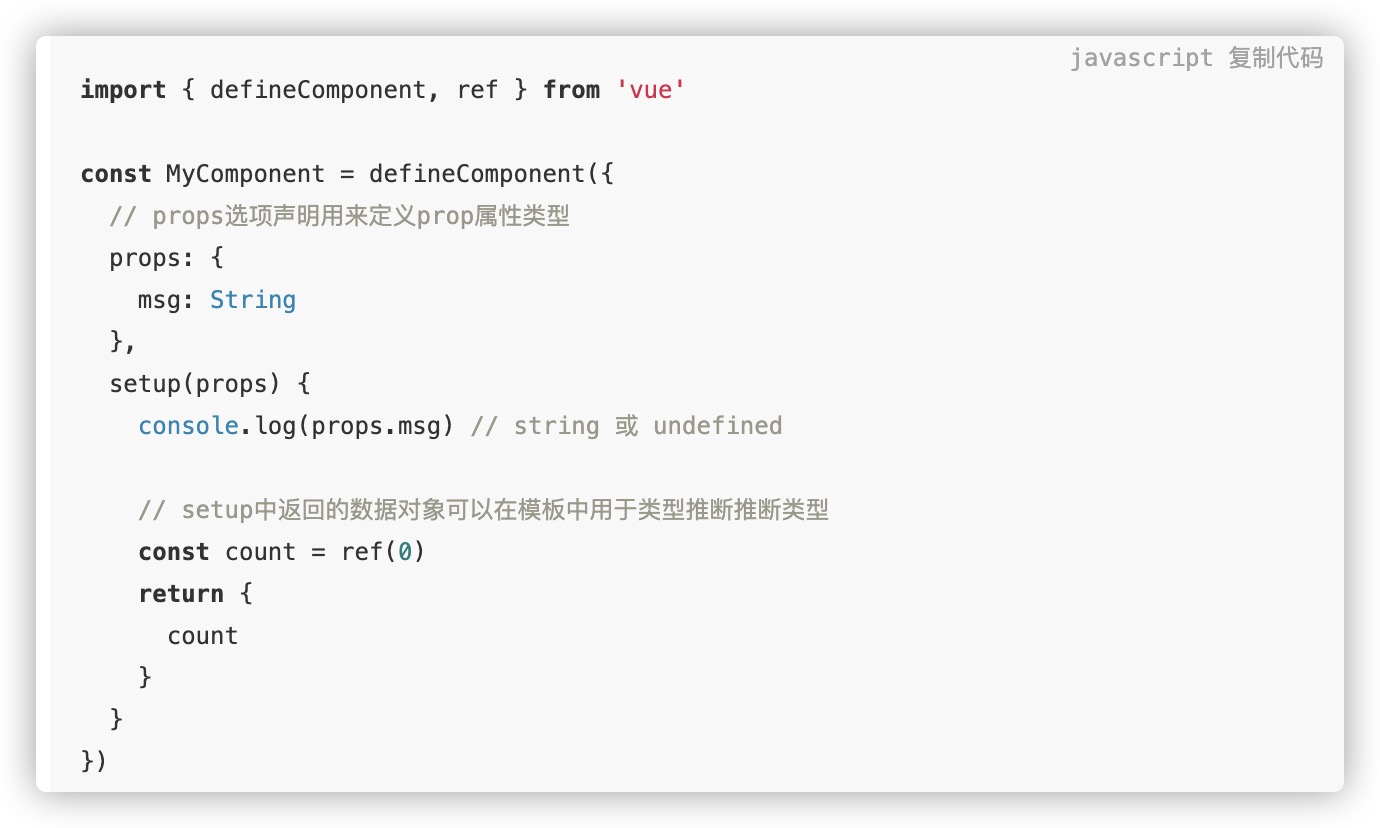 javascript 复制代码
import { defineComponent, ref } from 'vue'

const MyComponent = defineComponent({
  // props选项声明用来定义prop属性类型
  props: {
    msg: String
  },
  setup(props) {
    console.log(props.msg) // string 或 undefined

    // setup中返回的数据对象可以在模板中用于类型推断推断类型
    const count = ref(0)
    return {
      count
    }
  }
})